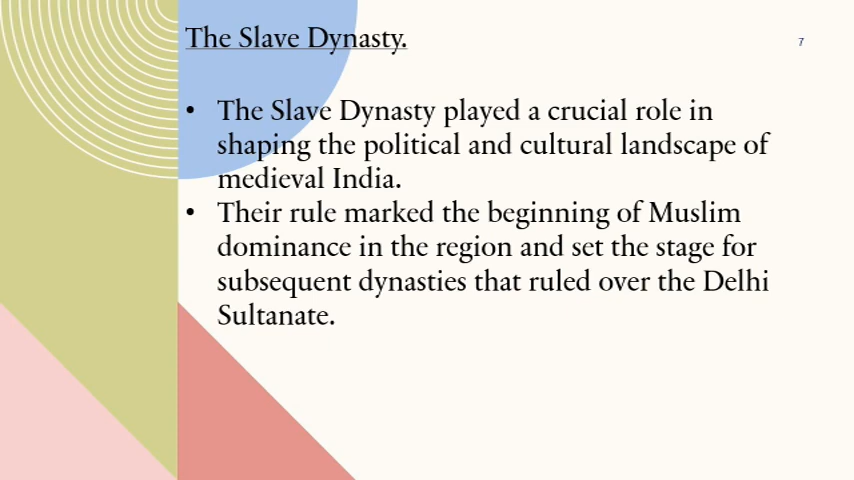 The Slave Dynasty.
7
• The Slave Dynasty played a crucial role in
shaping the political and cultural landscape of
medieval India.
• Their rule marked the beginning of Muslim
dominance in the region and set the stage for
subsequent dynasties that ruled over the Delhi
Sultanate.